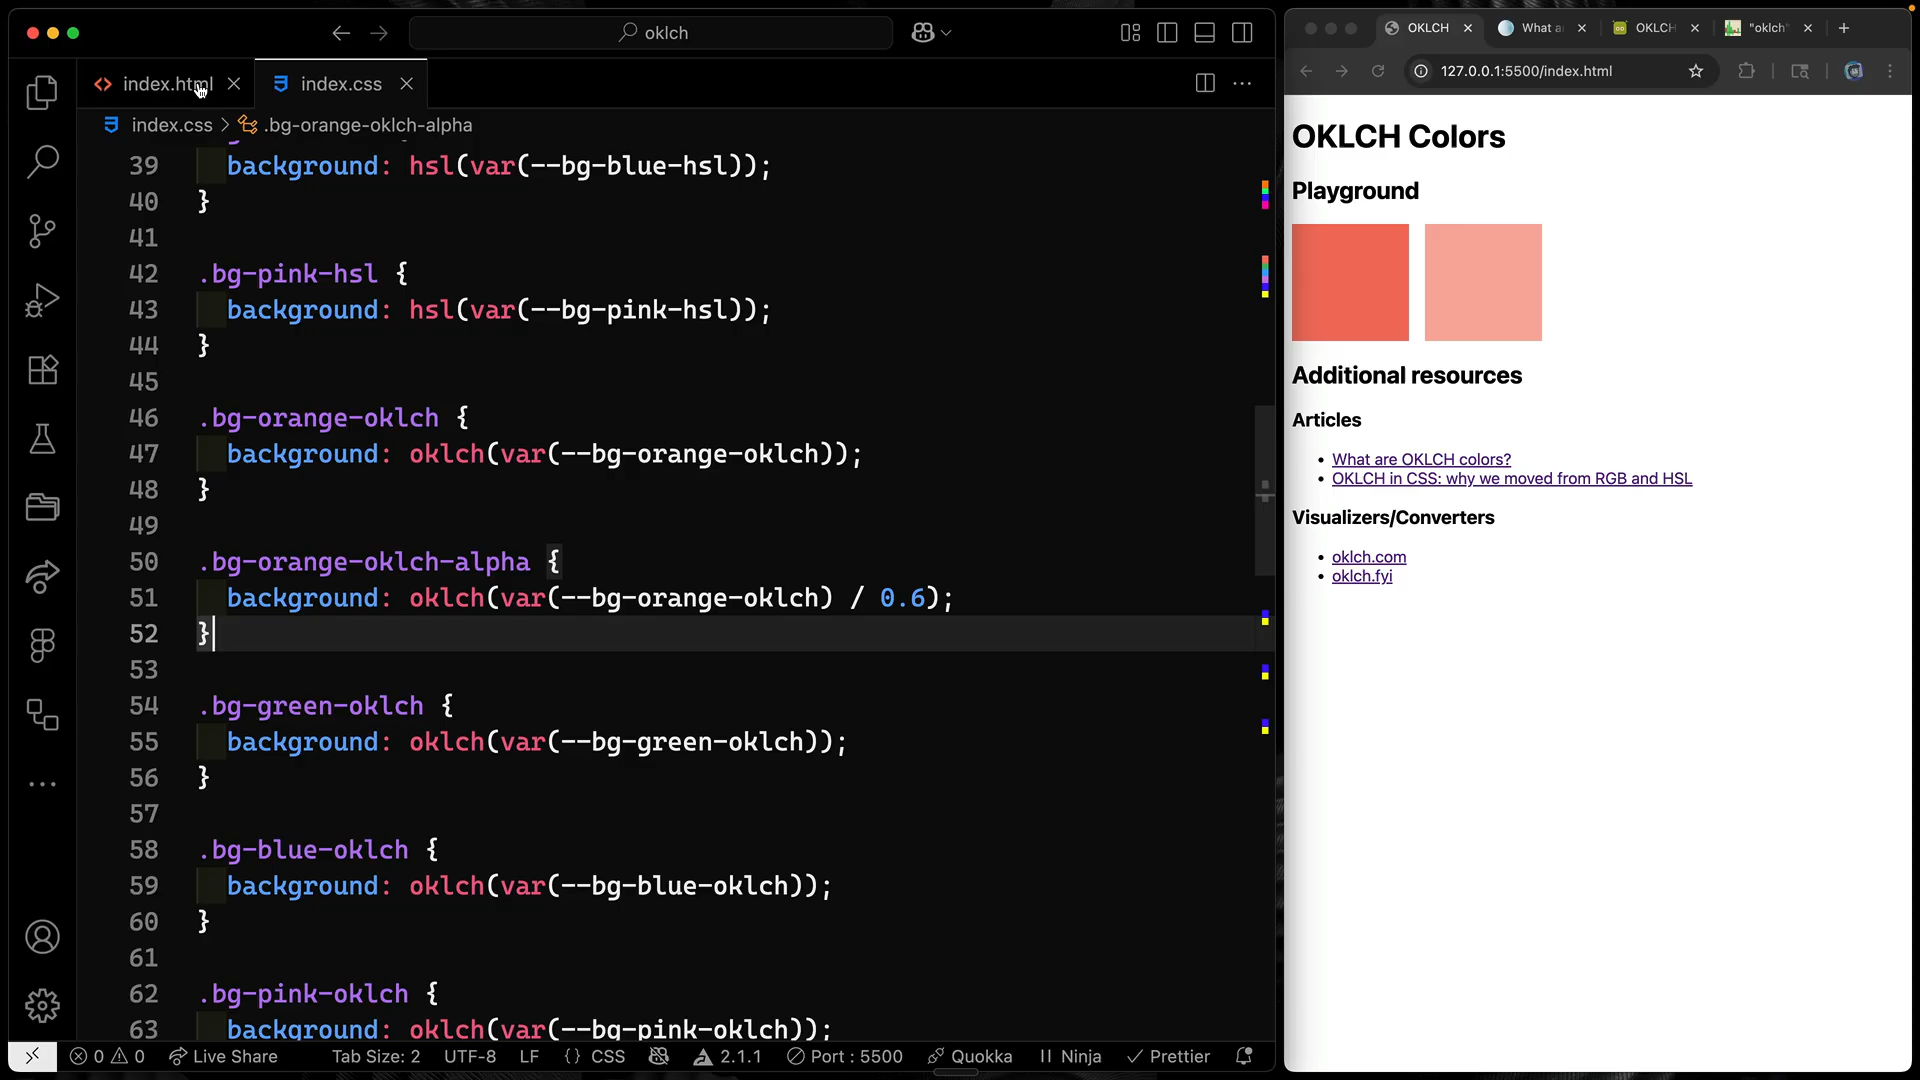 oklch
index.html
index.css
index.css > .bg-orange-oklch-alpha
39 background: hsl(var(--bg-blue-hsl));
40 }
41
42 .bg-pink-hsl {
43 background: hsl(var(--bg-pink-hsl));
44 }
45
46 .bg-orange-oklch {
47 background: oklch(var(--bg-orange-oklch));
48 }
49
50 .bg-orange-oklch-alpha {
51 background: oklch(var(--bg-orange-oklch) / 0.6);
52 }
53
54 .bg-green-oklch {
55 background: oklch(var(--bg-green-oklch));
56 }
57
58 .bg-blue-oklch {
59 background: oklch(var(--bg-blue-oklch));
60 }
61
62 .bg-pink-oklch {
63 background: oklch(var(--bg-pink-oklch));
0 0 Live Share Tab Size: 2 UTF-8 LF {} CSS 2.1.1 Port : 5500 Quokka Ninja Prettier
OKLCH What a OKLCH "oklch"
127.0.0.1:5500/index.html
OKLCH Colors
Playground
Additional resources
Articles
• What are OKLCH colors?
• OKLCH in CSS: why we moved from RGB and HSL
Visualizers/Converters
• oklch.com
• oklch.fyi